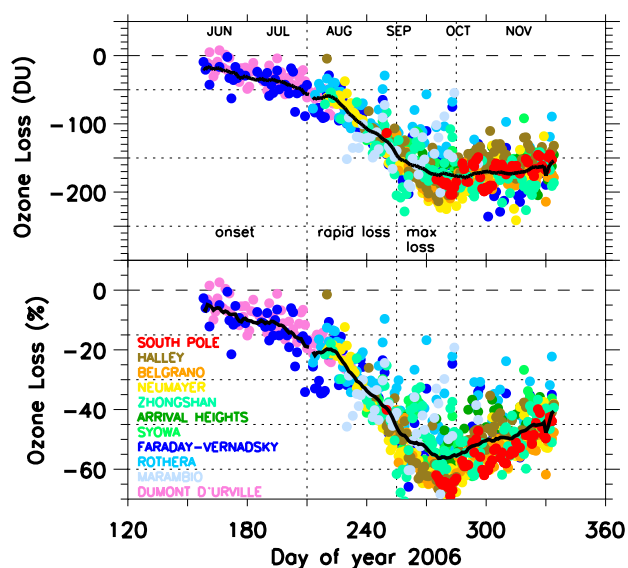 JUN JUL AUG SEP OCT NOV
0
−100
−200
Ozone Loss (DU)
onset rapid loss max
loss
0
−20
−40
−60
Ozone Loss (%)
SOUTH POLE
HALLEY
BELGRANO
NEUMAYER
ZHONGSHAN
ARRIVAL HEIGHTS
SYOWA
FARADAY−VERNADSKY
ROTHERA
MARAMBIO
DUMONT D'URVILLE
120 180 240 300 360
Day of year 2006